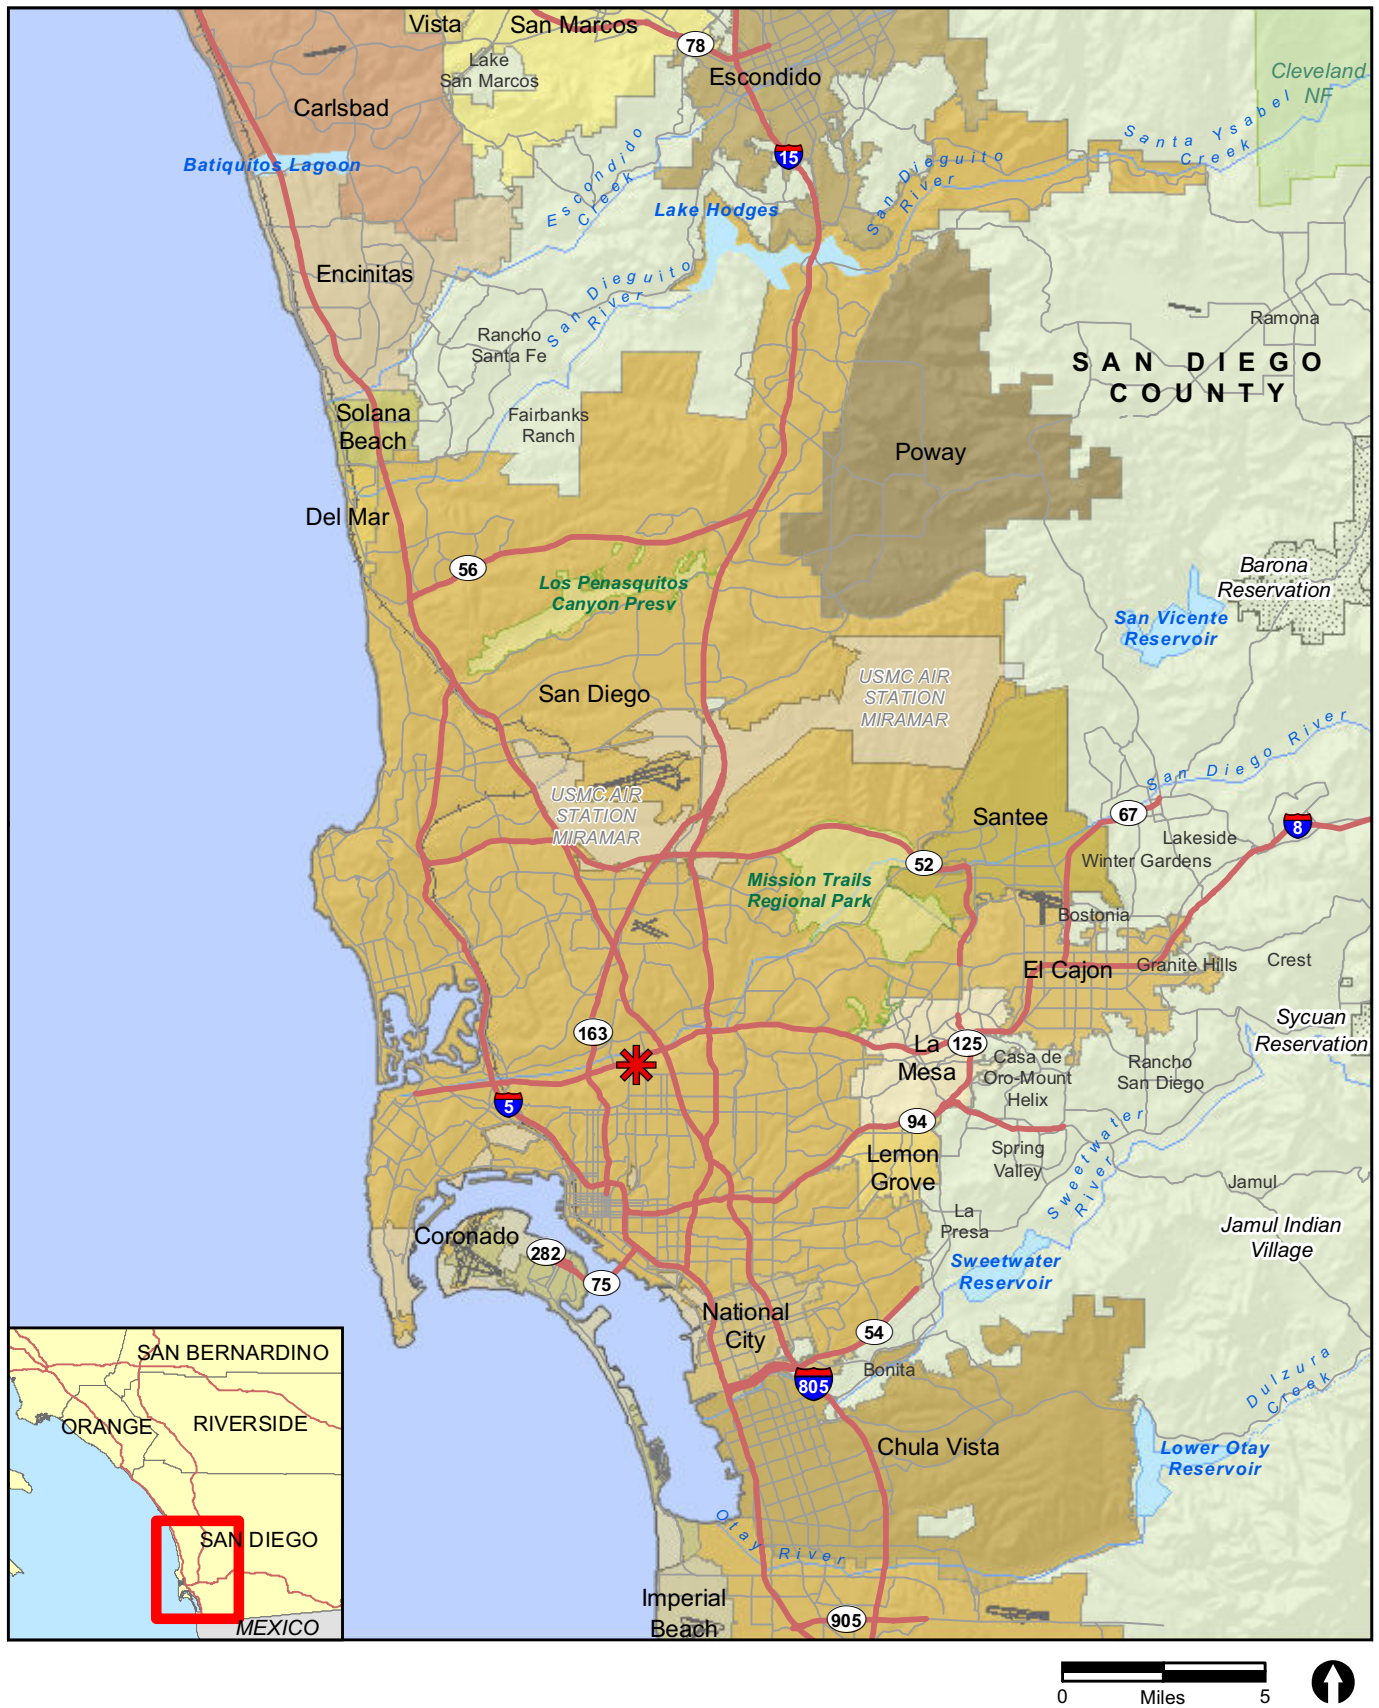 Vista
San Marcos
78
Lake
San Marcos
Escondido
Cleveland
NF
Carlsbad
Santa Ysabel
Creek
15
Batiquitos Lagoon
Escondido
Creek
San Dieguito
River
Lake Hodges
Encinitas
San Dieguito
River
Rancho
Santa Fe
Ramona
SAN DIEGO
COUNTY
Solana
Beach
Fairbanks
Ranch
Poway
Del Mar
56
Los Penasquitos
Canyon Presv
Barona
Reservation
San Vicente
Reservoir
San Diego
USMC AIR
STATION
MIRAMAR
San Diego River
USMC AIR
STATION
MIRAMAR
Santee
67
8
Lakeside
Winter Gardens
52
Mission Trails
Regional Park
Bostonia
El Cajon
Granite Hills
Crest
163
La
Mesa
125
Casa de
Oro-Mount
Helix
Rancho
San Diego
Sycuan
Reservation
5
94
Sweetwater
River
Lemon
Grove
Spring
Valley
Jamul
La
Presa
Jamul Indian
Village
Coronado
282
75
Sweetwater
Reservoir
National
City
54
Bonita
805
Dulzura
Creek
Chula Vista
Lower Otay
Reservoir
Otay River
Imperial
Beach
905
SAN BERNARDINO
ORANGE
RIVERSIDE
SAN DIEGO
MEXICO
0 Miles 5